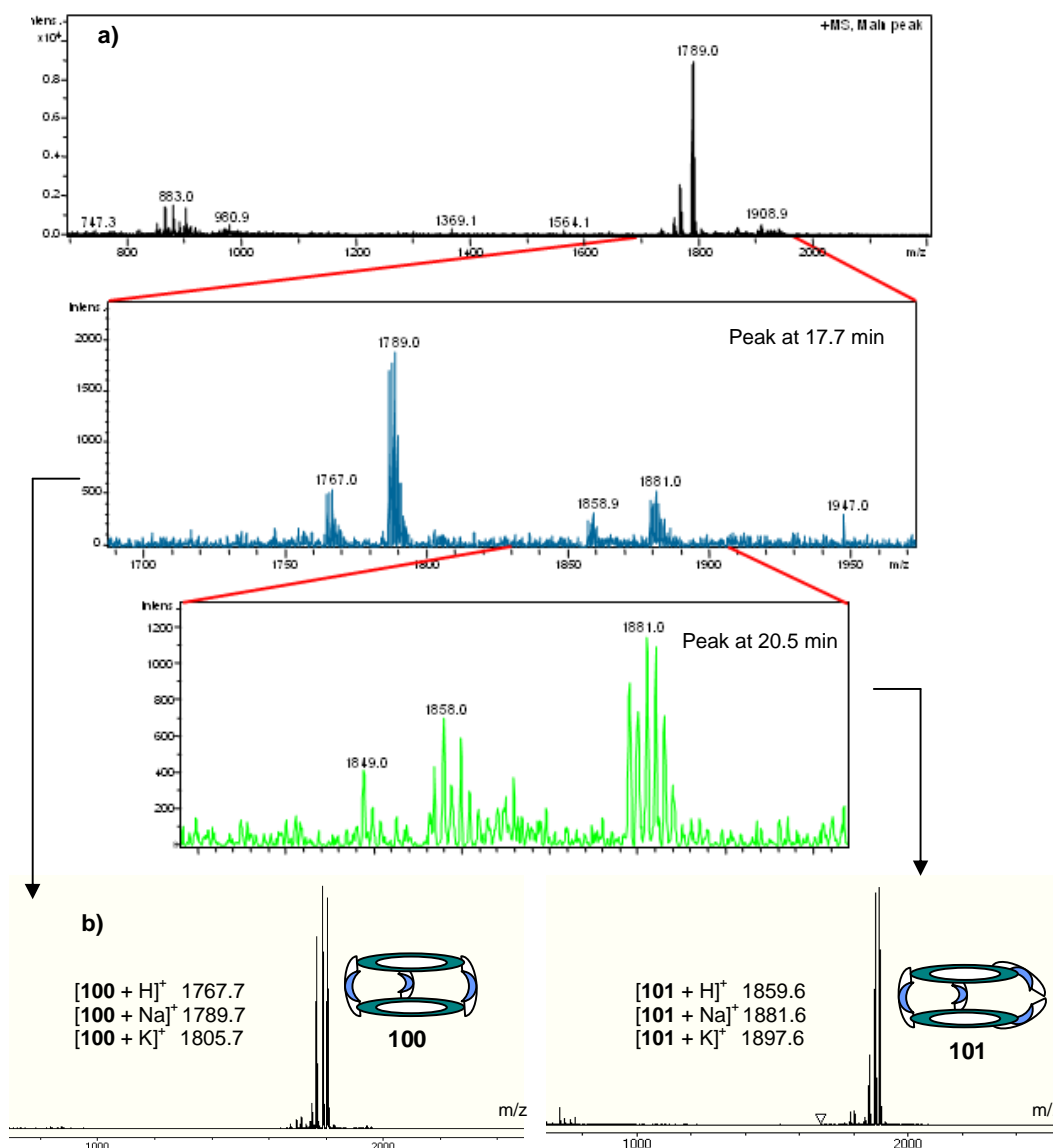 Intens.
x10⁴
a)
+MS, Main peak
1789.0
0.8
0.6
0.4
0.2
0.0
747.3
883.0
980.9
1369.1
1564.1
1908.9
800
1000
1200
1400
1600
1800
2000
m/z
Intens.
Peak at 17.7 min
2000
1500
1000
500
0
1767.0
1789.0
1858.9
1881.0
1947.0
1700
1750
1800
1850
1900
1950
m/z
Intens.
Peak at 20.5 min
1200
1000
800
600
400
200
0
1849.0
1858.0
1881.0
b)
[100 + H]⁺ 1767.7
[100 + Na]⁺ 1789.7
[100 + K]⁺ 1805.7
100
m/z
1000
2000
[101 + H]⁺ 1859.6
[101 + Na]⁺ 1881.6
[101 + K]⁺ 1897.6
101
m/
1000
2000